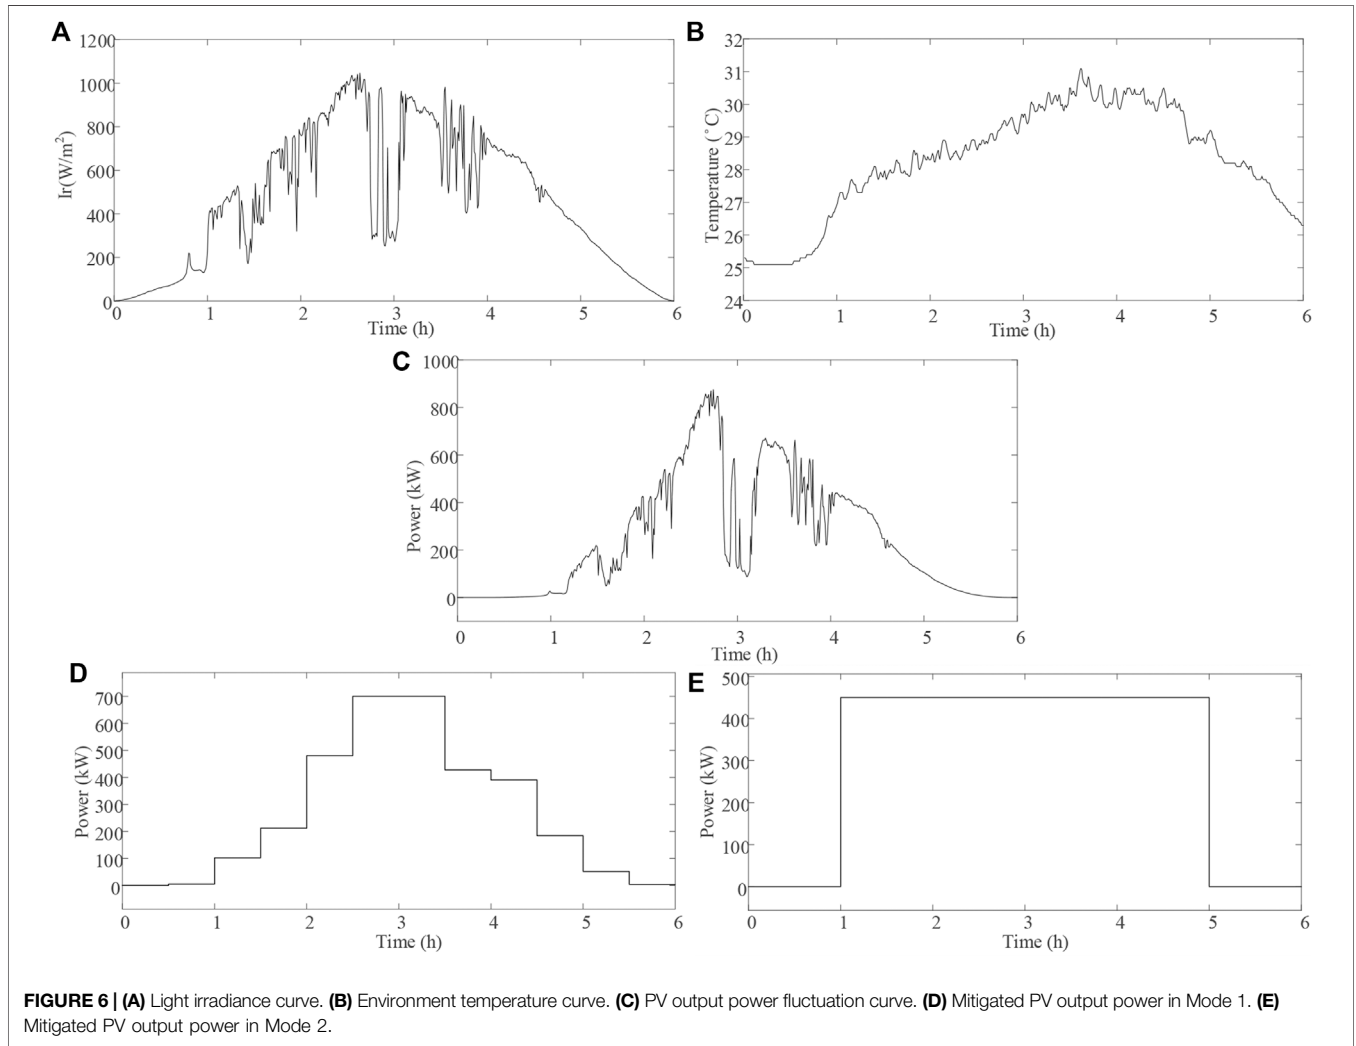 A
1200
1000
800
600
400
200
0
Ir(W/m²)
0 1 2 3 4 5 6
Time (h)
B
32
31
30
29
28
27
26
25
24
Temperature (°C)
0 1 2 3 4 5 6
Time (h)
C
1000
800
600
400
200
0
Power (kW)
0 1 2 3 4 5 6
Time (h)
D
700
600
500
400
300
200
100
0
Power (kW)
0 1 2 3 4 5 6
Time (h)
E
500
400
300
200
100
0
Power (kW)
0 1 2 3 4 5 6
Time (h)
FIGURE 6 | (A) Light irradiance curve. (B) Environment temperature curve. (C) PV output power fluctuation curve. (D) Mitigated PV output power in Mode 1. (E)
Mitigated PV output power in Mode 2.